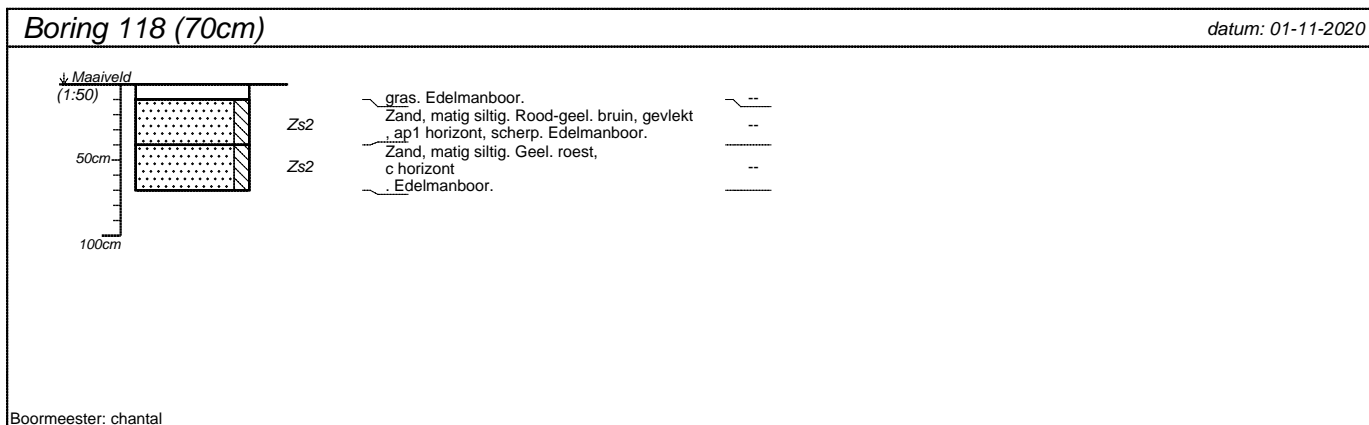 Boring 118 (70cm)
datum: 01-11-2020
Maaiveld
(1:50)
gras. Edelmanboor.
--
Zs2
Zand, matig siltig. Rood-geel. bruin, gevlekt
, ap1 horizont, scherp. Edelmanboor.
--
50cm
Zs2
Zand, matig siltig. Geel. roest,
c horizont
. Edelmanboor.
--
100cm
Boormeester: chantal